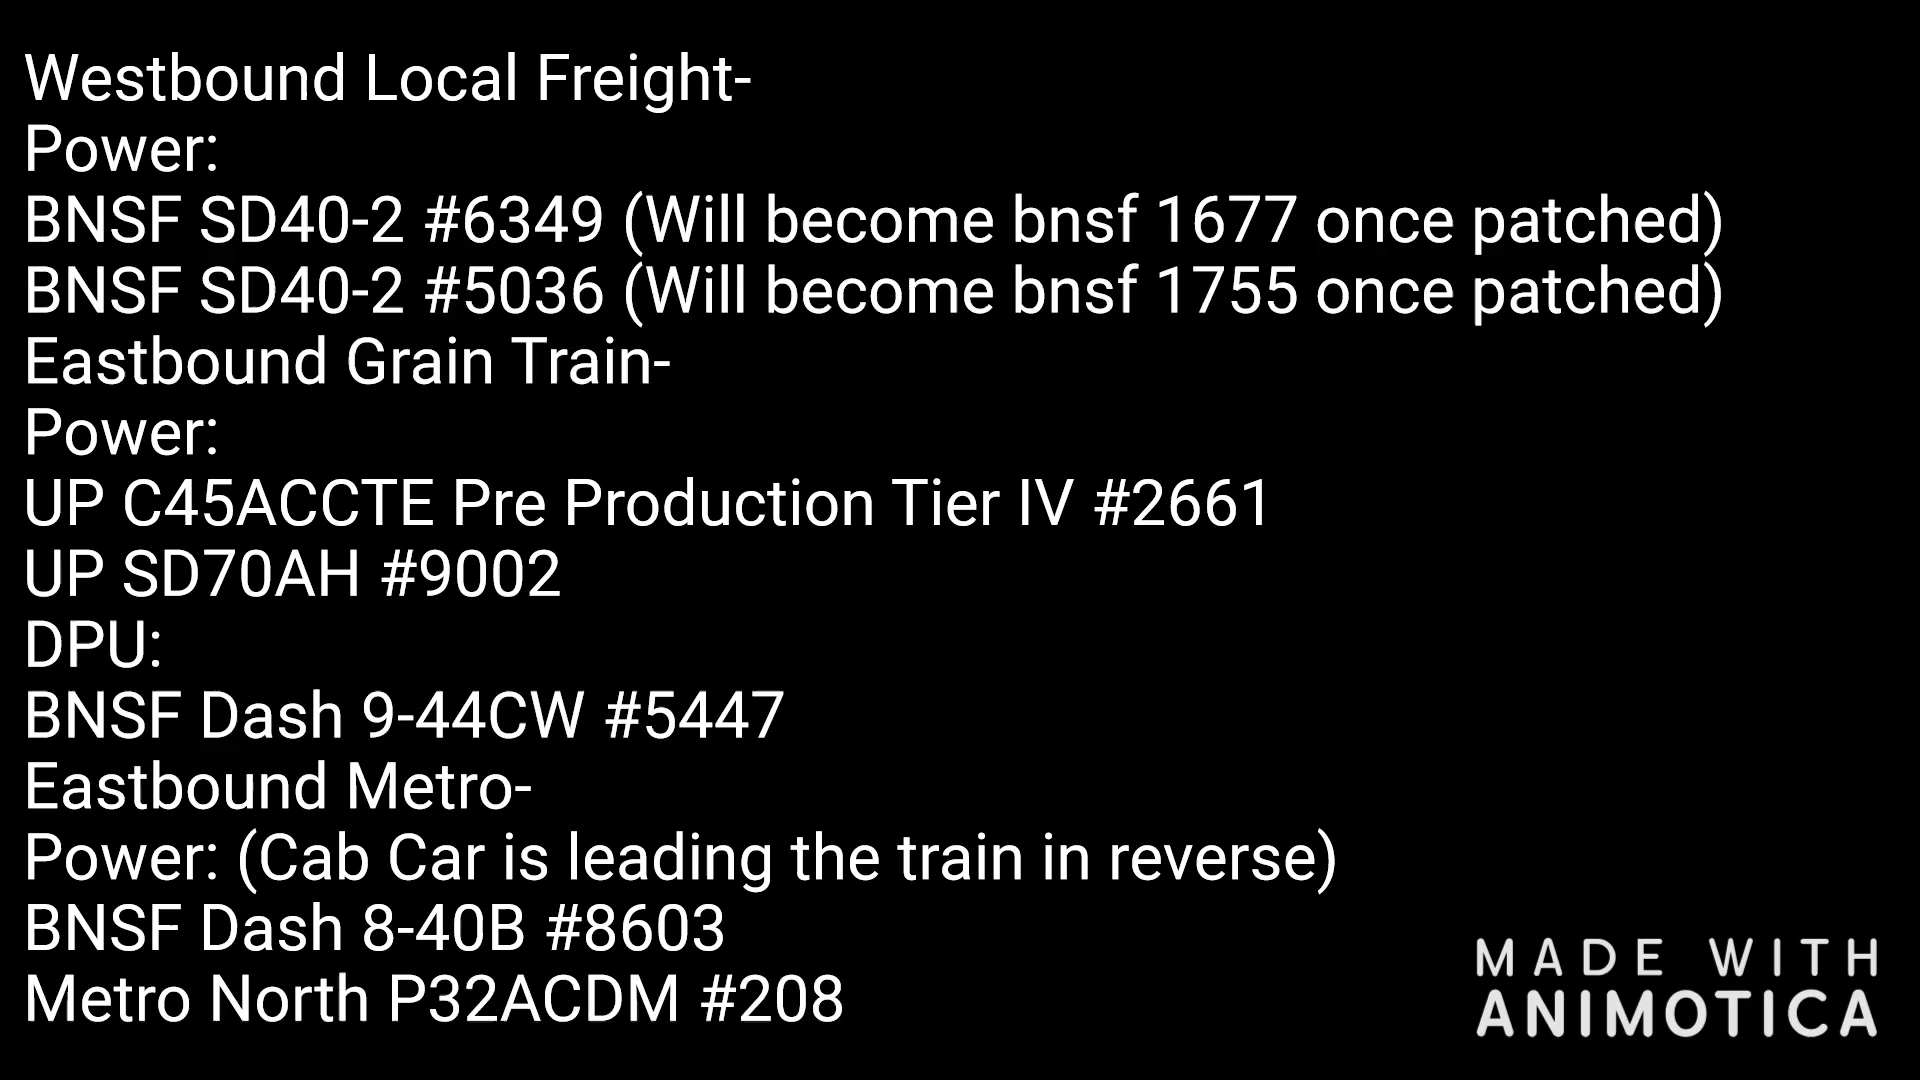 Westbound Local Freight-
Power:
BNSF SD40-2 #6349 (Will become bnsf 1677 once patched)
BNSF SD40-2 #5036 (Will become bnsf 1755 once patched)
Eastbound Grain Train-
Power:
UP C45ACCTE Pre Production Tier IV #2661
UP SD70AH #9002
DPU:
BNSF Dash 9-44CW #5447
Eastbound Metro-
Power: (Cab Car is leading the train in reverse)
BNSF Dash 8-40B #8603
Metro North P32ACDM #208
MADE WITH
ANIMOTICA